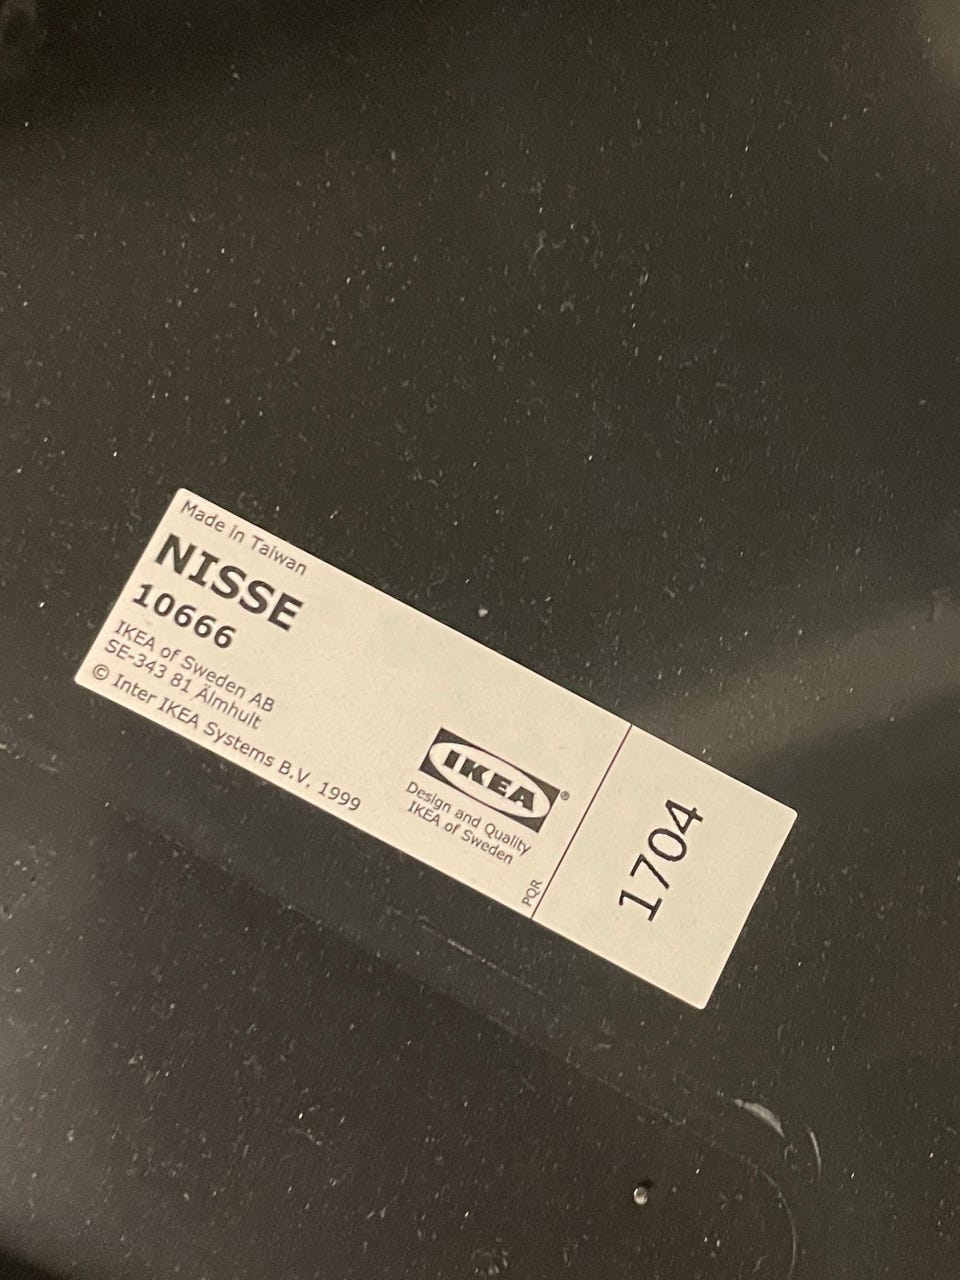 Made in Taiwan
NISSE
10666
IKEA of Sweden AB
SE-343 81 Älmhult
© Inter IKEA Systems B.V. 1999
IKEA®
Design and Quality
IKEA of Sweden
PQR
1704